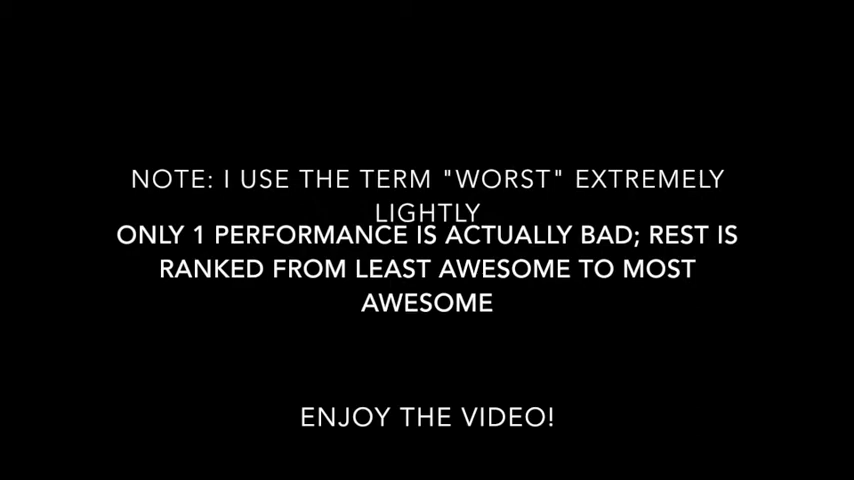 NOTE: I USE THE TERM "WORST" EXTREMELY
LIGHTLY
ONLY 1 PERFORMANCE IS ACTUALLY BAD; REST IS
RANKED FROM LEAST AWESOME TO MOST
AWESOME
ENJOY THE VIDEO!